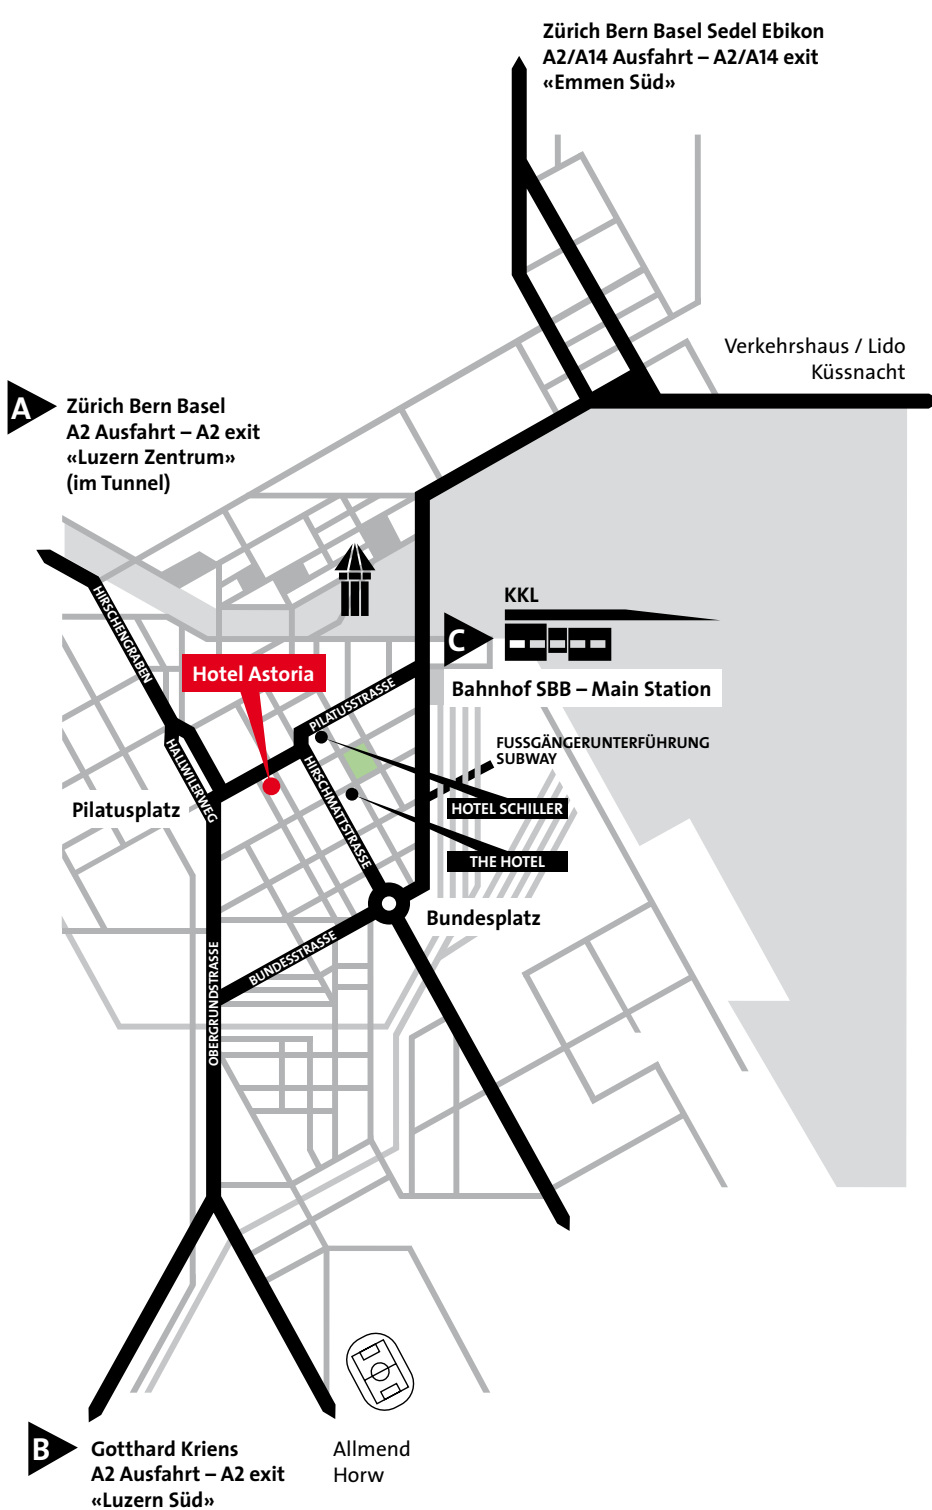 Zürich Bern Basel Sedel Ebikon
A2/A14 Ausfahrt – A2/A14 exit
«Emmen Süd»
Verkehrshaus / Lido
Küssnacht
A
Zürich Bern Basel
A2 Ausfahrt – A2 exit
«Luzern Zentrum»
(im Tunnel)
HIRSCHENGRABEN
KKL
C
Bahnhof SBB – Main Station
Hotel Astoria
PILATUSSTRASSE
FUSSGÄNGERUNTERFÜHRUNG
SUBWAY
HALLWILERWEG
Pilatusplatz
HIRSCHMATTSTRASSE
HOTEL SCHILLER
THE HOTEL
Bundesplatz
BUNDESSTRASSE
OBERGRUNDSTRASSE
B
Gotthard Kriens
A2 Ausfahrt – A2 exit
«Luzern Süd»
Allmend
Horw